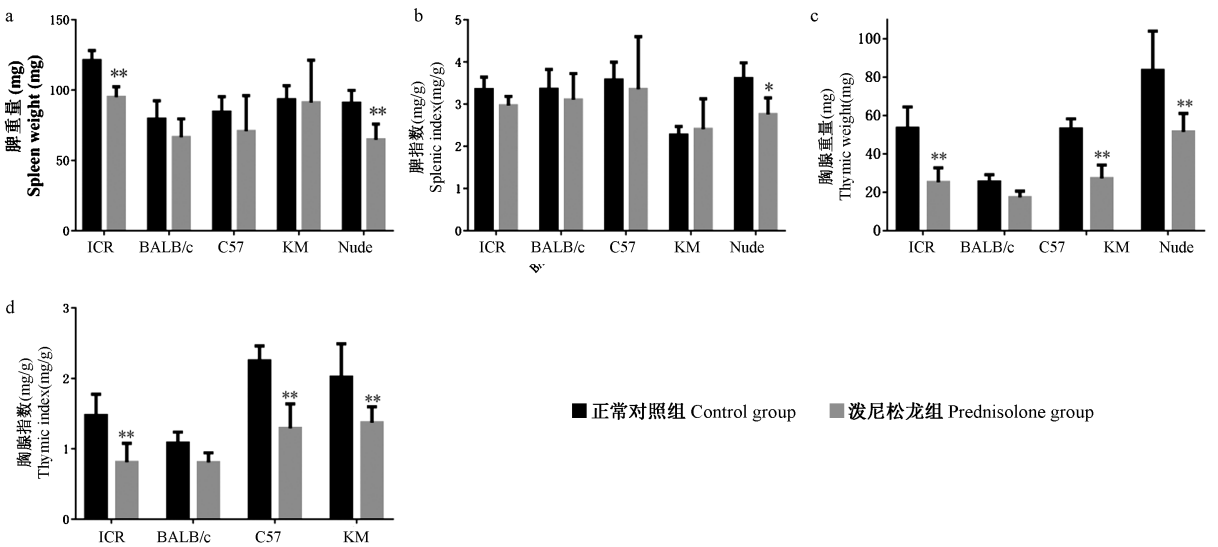 a
脾重量 (mg)
Spleen weight (mg)
150
100
50
0
ICR BALB/c C57 KM Nude
**
**
b
脾指数(mg/g)
Splenic index(mg/g)
5
4
3
2
1
0
ICR BALB/c C57 KM Nude
*
c
胸腺重量(mg)
Thymic weight(mg)
100
80
60
40
20
0
ICR BALB/c C57 KM Nude
**
**
**
d
胸腺指数(mg/g)
Thymic index(mg/g)
3
2
1
0
ICR BALB/c C57 KM
**
**
**
正常对照组 Control group
泼尼松龙组 Prednisolone group